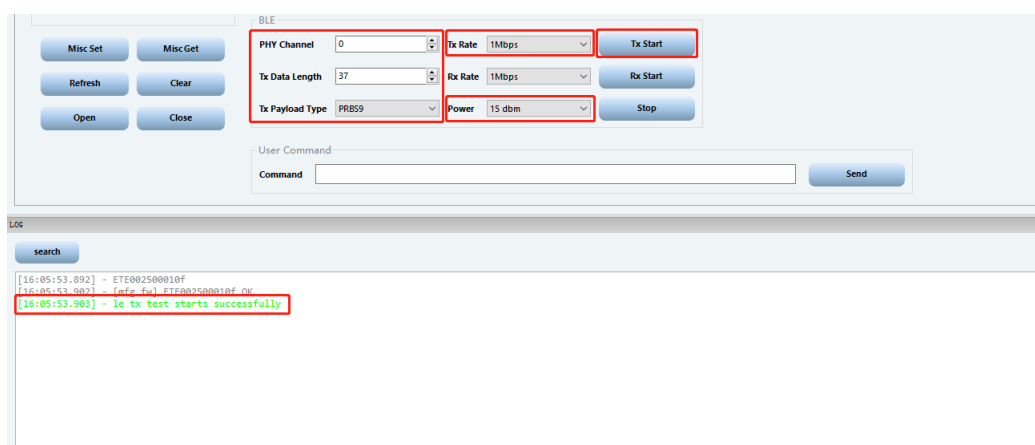 BLE
Misc Set Misc Get PHY Channel 0 Tx Rate 1Mbps Tx Start
Refresh Clear Tx Data Length 37 Rx Rate 1Mbps Rx Start
Open Close Tx Payload Type PRBS9 Power 15 dbm Stop
User Command
Command Send
LOG
search
[16:05:53.892] - ETE002500010f
[16:05:53.902] - [mfg fw] ETE002500010f OK
[16:05:53.903] - le tx test starts successfully